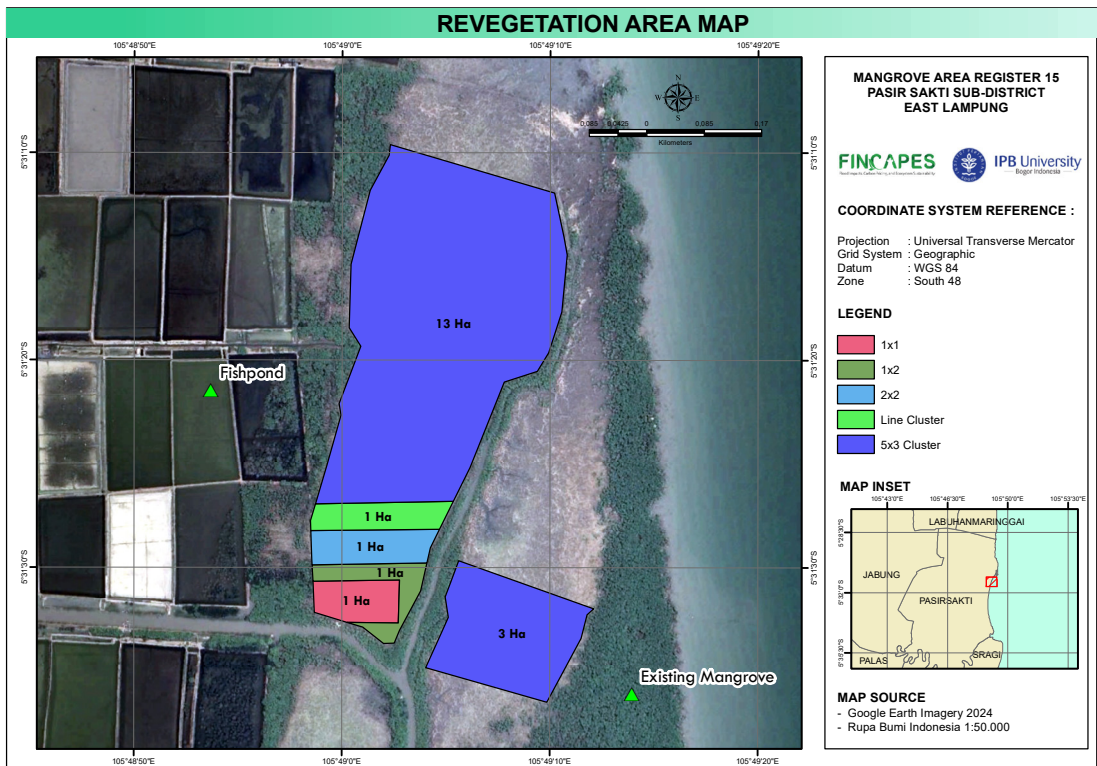 REVEGETATION AREA MAP
105°48'50"E
105°49'0"E
105°49'10"E
105°49'20"E
5°31'10"S
5°31'20"S
5°31'30"S
5°31'10"S
5°31'20"S
5°31'30"S
N
W E
S
0,085 0,0425 0 0,085 0,17
Kilometers
13 Ha
Fishpond
1 Ha
1 Ha
1 Ha
1 Ha
3 Ha
Existing Mangrove
105°48'50"E
105°49'0"E
105°49'10"E
105°49'20"E
MANGROVE AREA REGISTER 15
PASIR SAKTI SUB-DISTRICT
EAST LAMPUNG
FINCAPES
IPB University
Bogor Indonesia
COORDINATE SYSTEM REFERENCE :
Projection : Universal Transverse Mercator
Grid System : Geographic
Datum : WGS 84
Zone : South 48
LEGEND
1x1
1x2
2x2
Line Cluster
5x3 Cluster
MAP INSET
105°43'0"E
105°46'30"E
105°50'0"E
105°53'30"E
5°28'30"S
5°32'0"S
LABUHANMARINGGAI
JABUNG
PASIRSAKTI
PALAS
SRAGI
MAP SOURCE
- Google Earth Imagery 2024
- Rupa Bumi Indonesia 1:50.000